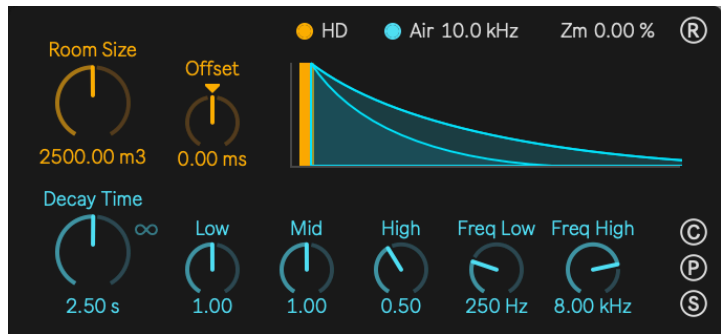 HD Air 10.0 kHz Zm 0.00 % R
Room Size
Offset
2500.00 m3 0.00 ms
Decay Time
∞
Low Mid High Freq Low Freq High C
P
2.50 s 1.00 1.00 0.50 250 Hz 8.00 kHz S